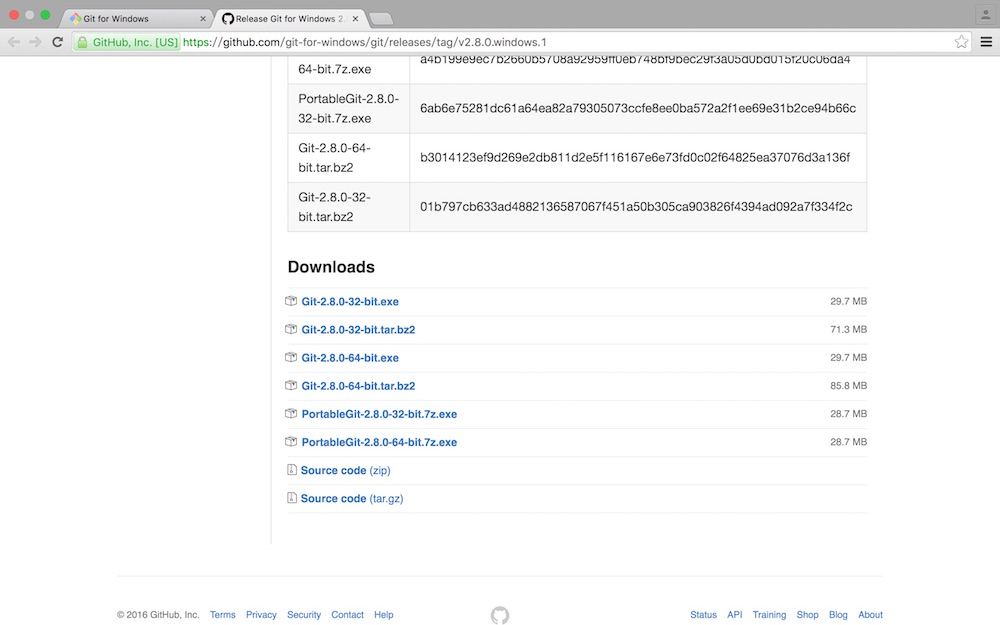 Git for Windows
Release Git for Windows 2.
GitHub, Inc. [US] https://github.com/git-for-windows/git/releases/tag/v2.8.0.windows.1
64-bit.7z.exe
a4b199e9ec7b2660b5708a92959ff0eb748bf9bec29f3a05d0bd015f20c06da4
PortableGit-2.8.0-
32-bit.7z.exe
6ab6e75281dc61a64ea82a79305073ccfe8ee0ba572a2f1ee69e31b2ce94b66c
Git-2.8.0-64-
bit.tar.bz2
b3014123ef9d269e2db811d2e5f116167e6e73fd0c02f64825ea37076d3a136f
Git-2.8.0-32-
bit.tar.bz2
01b797cb633ad4882136587067f451a50b305ca903826f4394ad092a7f334f2c
Downloads
Git-2.8.0-32-bit.exe 29.7 MB
Git-2.8.0-32-bit.tar.bz2 71.3 MB
Git-2.8.0-64-bit.exe 29.7 MB
Git-2.8.0-64-bit.tar.bz2 85.8 MB
PortableGit-2.8.0-32-bit.7z.exe 28.7 MB
PortableGit-2.8.0-64-bit.7z.exe 28.7 MB
Source code (zip)
Source code (tar.gz)
© 2016 GitHub, Inc. Terms Privacy Security Contact Help Status API Training Shop Blog About